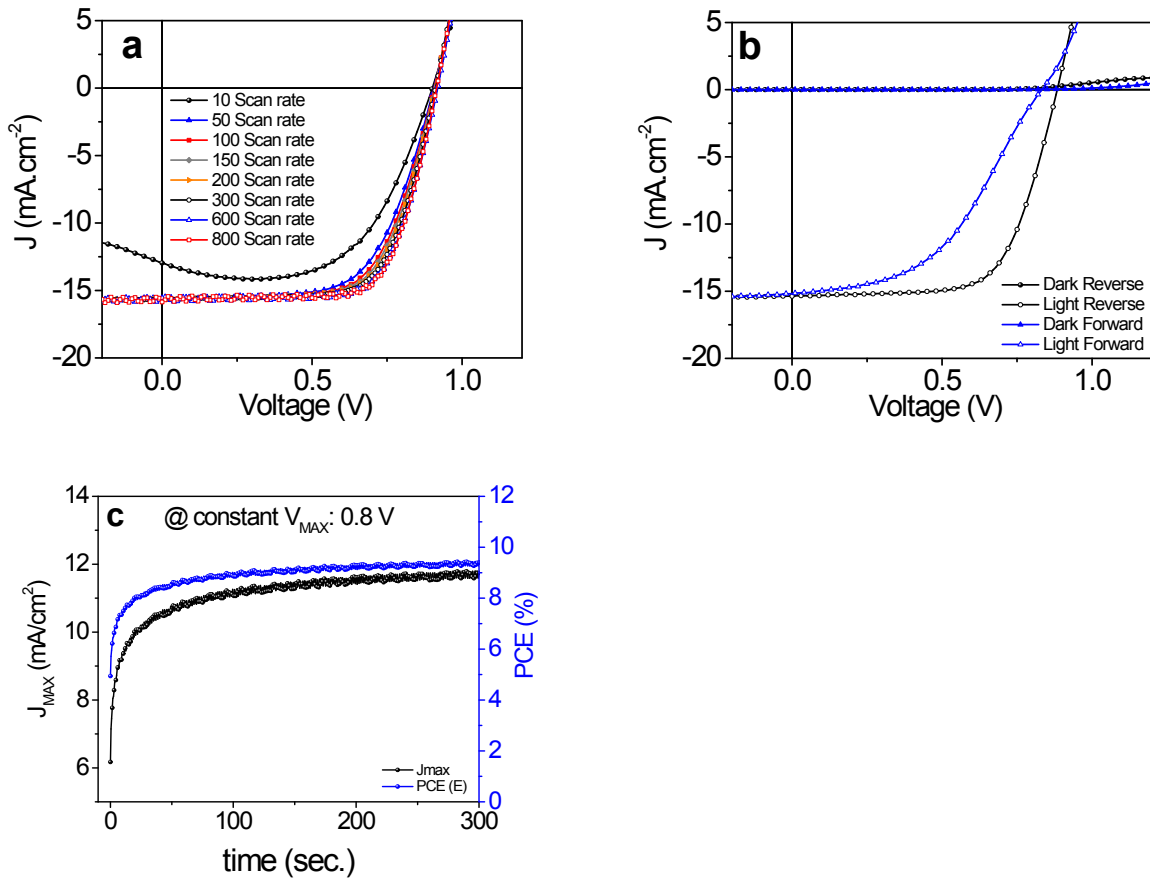 a
5
0
-5
-10
-15
-20
J (mA.cm-2)
10 Scan rate
50 Scan rate
100 Scan rate
150 Scan rate
200 Scan rate
300 Scan rate
600 Scan rate
800 Scan rate
0.0 0.5 1.0
Voltage (V)
b
5
0
-5
-10
-15
-20
J (mA.cm-2)
Dark Reverse
Light Reverse
Dark Forward
Light Forward
0.0 0.5 1.0
Voltage (V)
c @ constant VMAX: 0.8 V
14
12
10
8
6
JMAX (mA/cm2)
12
10
8
6
4
2
0
PCE (%)
Jmax
PCE (E)
0 100 200 300
time (sec.)